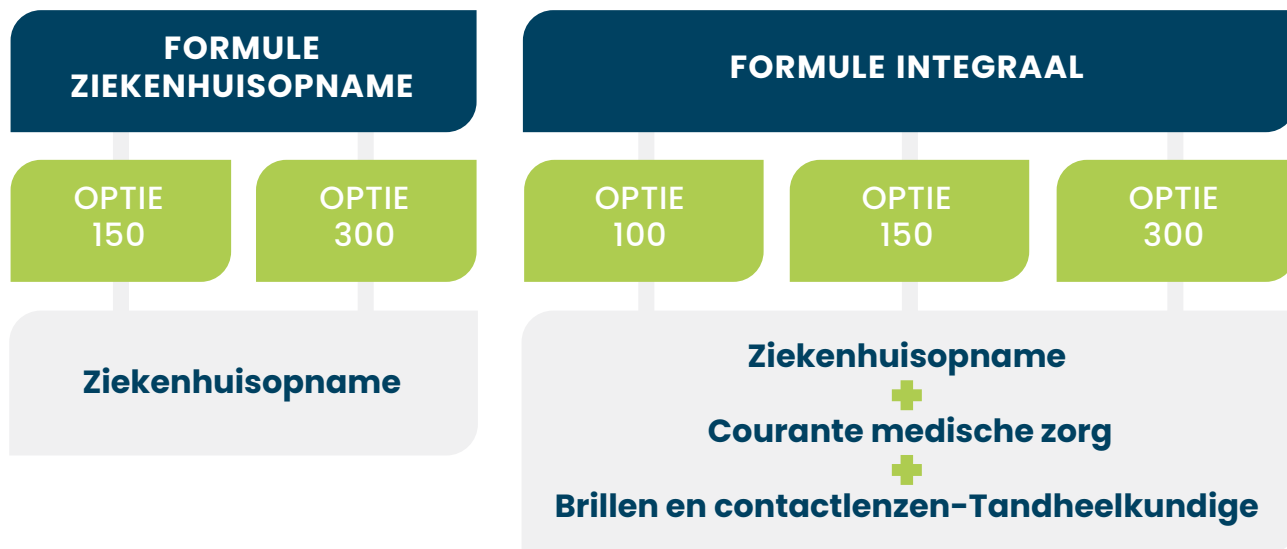 FORMULE
ZIEKENHUISOPNAME
OPTIE
150
OPTIE
300
Ziekenhuisopname
FORMULE INTEGRAAL
OPTIE
100
OPTIE
150
OPTIE
300
Ziekenhuisopname
Courante medische zorg
Brillen en contactlenzen-Tandheelkundige